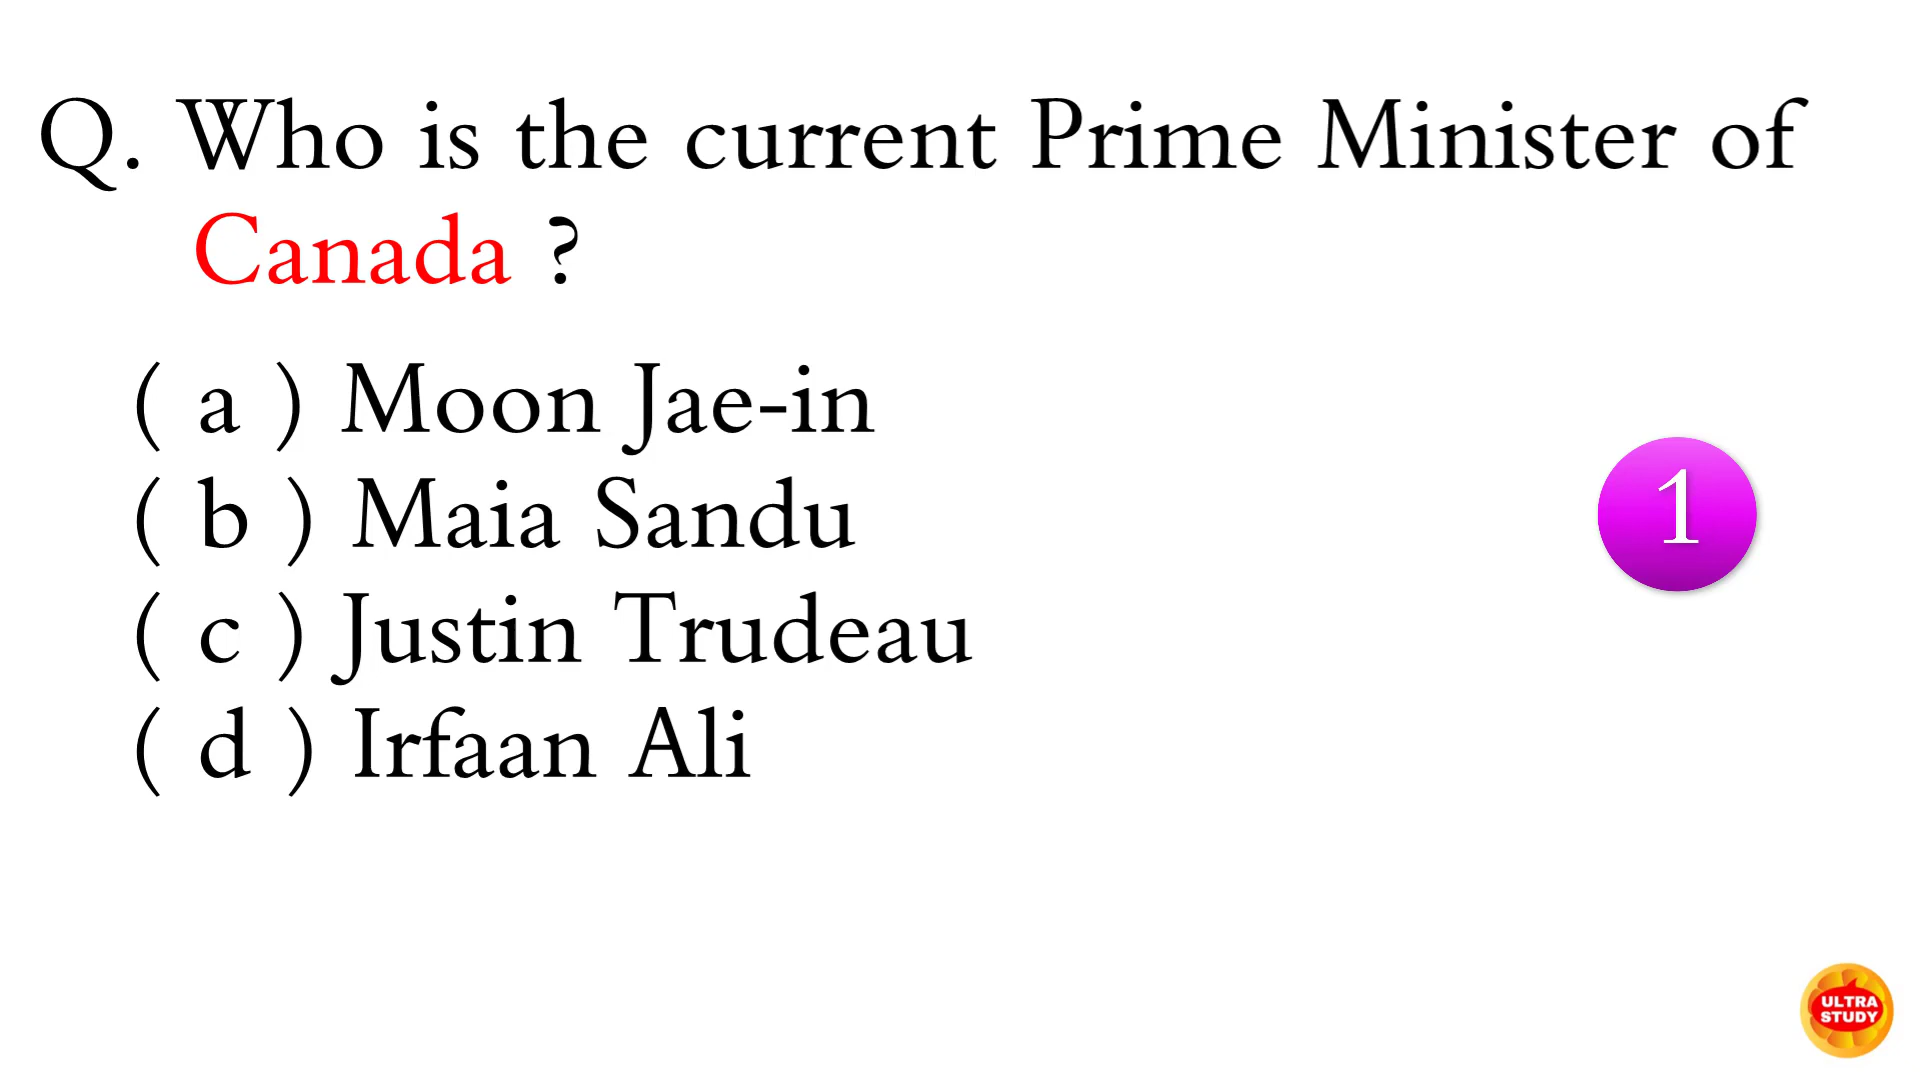 Q. Who is the current Prime Minister of
Canada ?
( a ) Moon Jae-in
( b ) Maia Sandu
1
( c ) Justin Trudeau
( d ) Irfaan Ali
ULTRA
STUDY